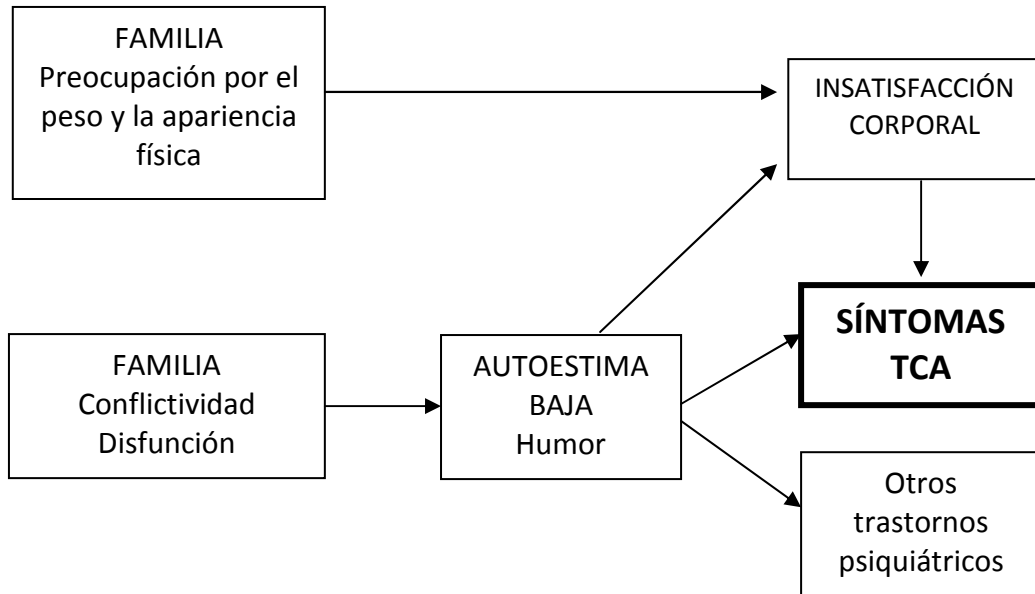 FAMILIA
Preocupación por el
peso y la apariencia
física
INSATISFACCIÓN
CORPORAL
FAMILIA
Conflictividad
Disfunción
AUTOESTIMA
BAJA
Humor
SÍNTOMAS
TCA
Otros
trastornos
psiquiátricos